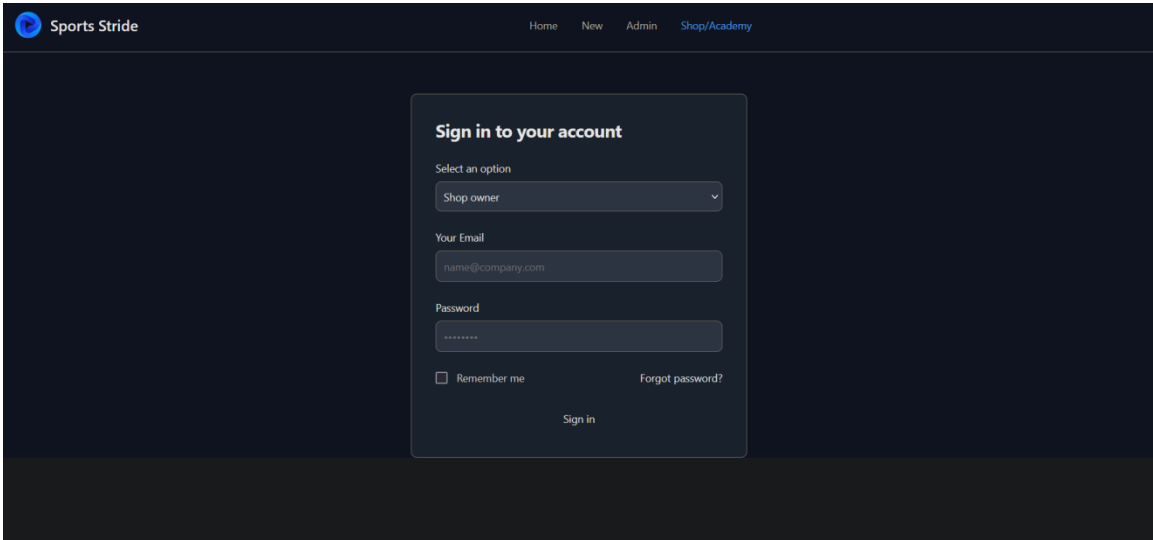 Sports Stride
Home New Admin Shop/Academy
Sign in to your account
Select an option
Shop owner
Your Email
name@company.com
Password
••••••••
Remember me Forgot password?
Sign in